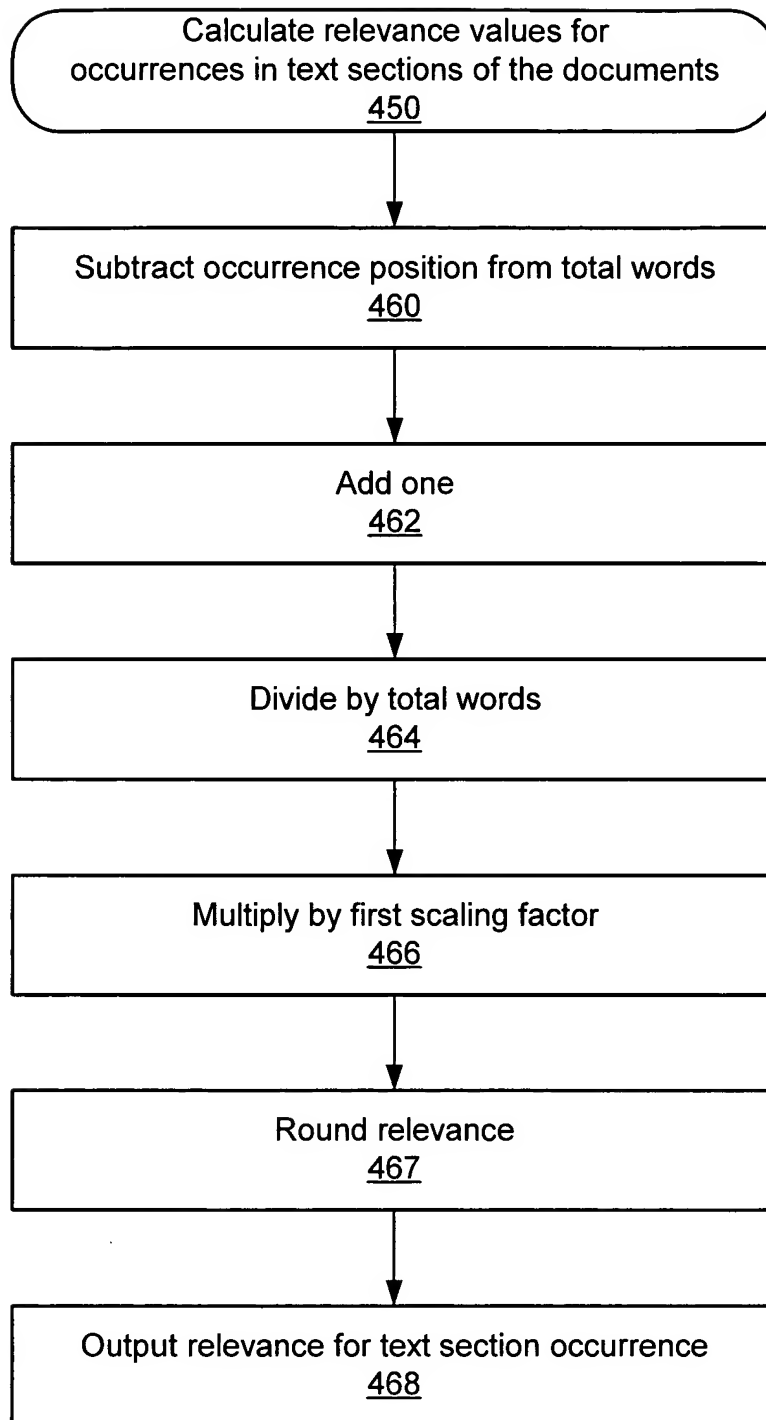 Calculate relevance values for
occurrences in text sections of the documents
450
Subtract occurrence position from total words
460
Add one
462
Divide by total words
464
Multiply by first scaling factor
466
Round relevance
467
Output relevance for text section occurrence
468